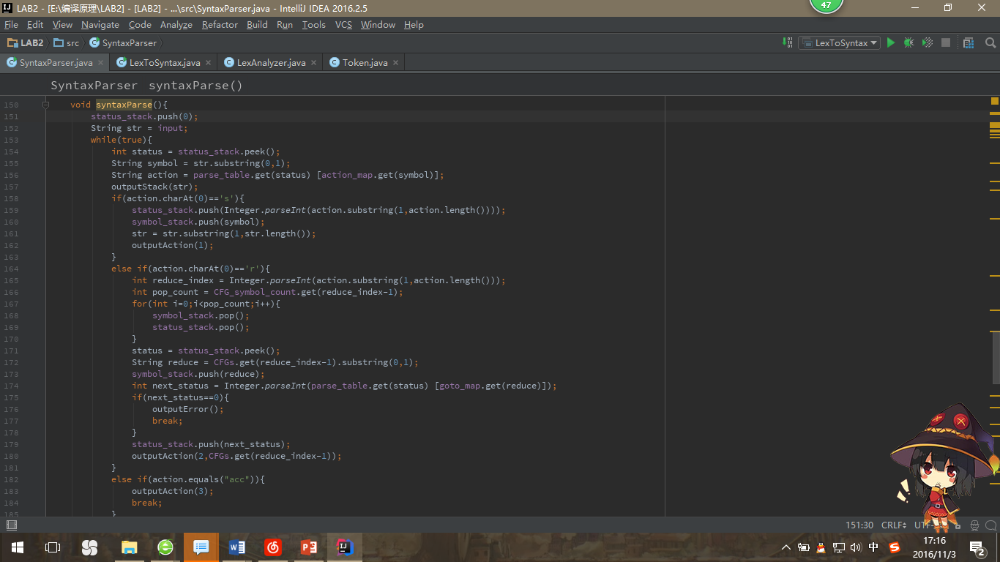 LAB2 - [E:\编译原理\LAB2] - [LAB2] - ...\src\SyntaxParser.java - IntelliJ IDEA 2016.2.5
47
File Edit View Navigate Code Analyze Refactor Build Run Tools VCS Window Help
LAB2 src SyntaxParser LexToSyntax
SyntaxParser.java LexToSyntax.java LexAnalyzer.java Token.java
SyntaxParser syntaxParse()
150 void syntaxParse(){
151 status_stack.push(0);
152 String str = input;
153 while(true){
154 int status = status_stack.peek();
155 String symbol = str.substring(0,1);
156 String action = parse_table.get(status) [action_map.get(symbol)];
157 outputStack(str);
158 if(action.charAt(0)=='s'){
159 status_stack.push(Integer.parseInt(action.substring(1,action.length())));
160 symbol_stack.push(symbol);
161 str = str.substring(1,str.length());
162 outputAction(1);
163 }
164 else if(action.charAt(0)=='r'){
165 int reduce_index = Integer.parseInt(action.substring(1,action.length()));
166 int pop_count = CFG_symbol_count.get(reduce_index-1);
167 for(int i=0;i<pop_count;i++){
168 symbol_stack.pop();
169 status_stack.pop();
170 }
171 status = status_stack.peek();
172 String reduce = CFGs.get(reduce_index-1).substring(0,1);
173 symbol_stack.push(reduce);
174 int next_status = Integer.parseInt(parse_table.get(status) [goto_map.get(reduce)]);
175 if(next_status==0){
176 outputError();
177 break;
178 }
179 status_stack.push(next_status);
180 outputAction(2,CFGs.get(reduce_index-1));
181 }
182 else if(action.equals("acc")){
183 outputAction(3);
184 break;
185 }
151:30 CRLF UTF-
中 17:16
2016/11/3 2